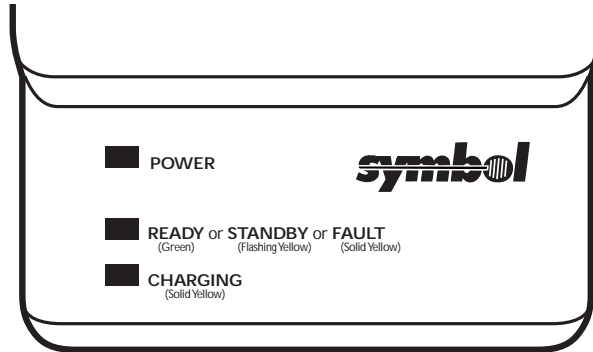 POWER
symbol
READY or STANDBY or FAULT
(Green) (Flashing Yellow) (Solid Yellow)
CHARGING
(Solid Yellow)